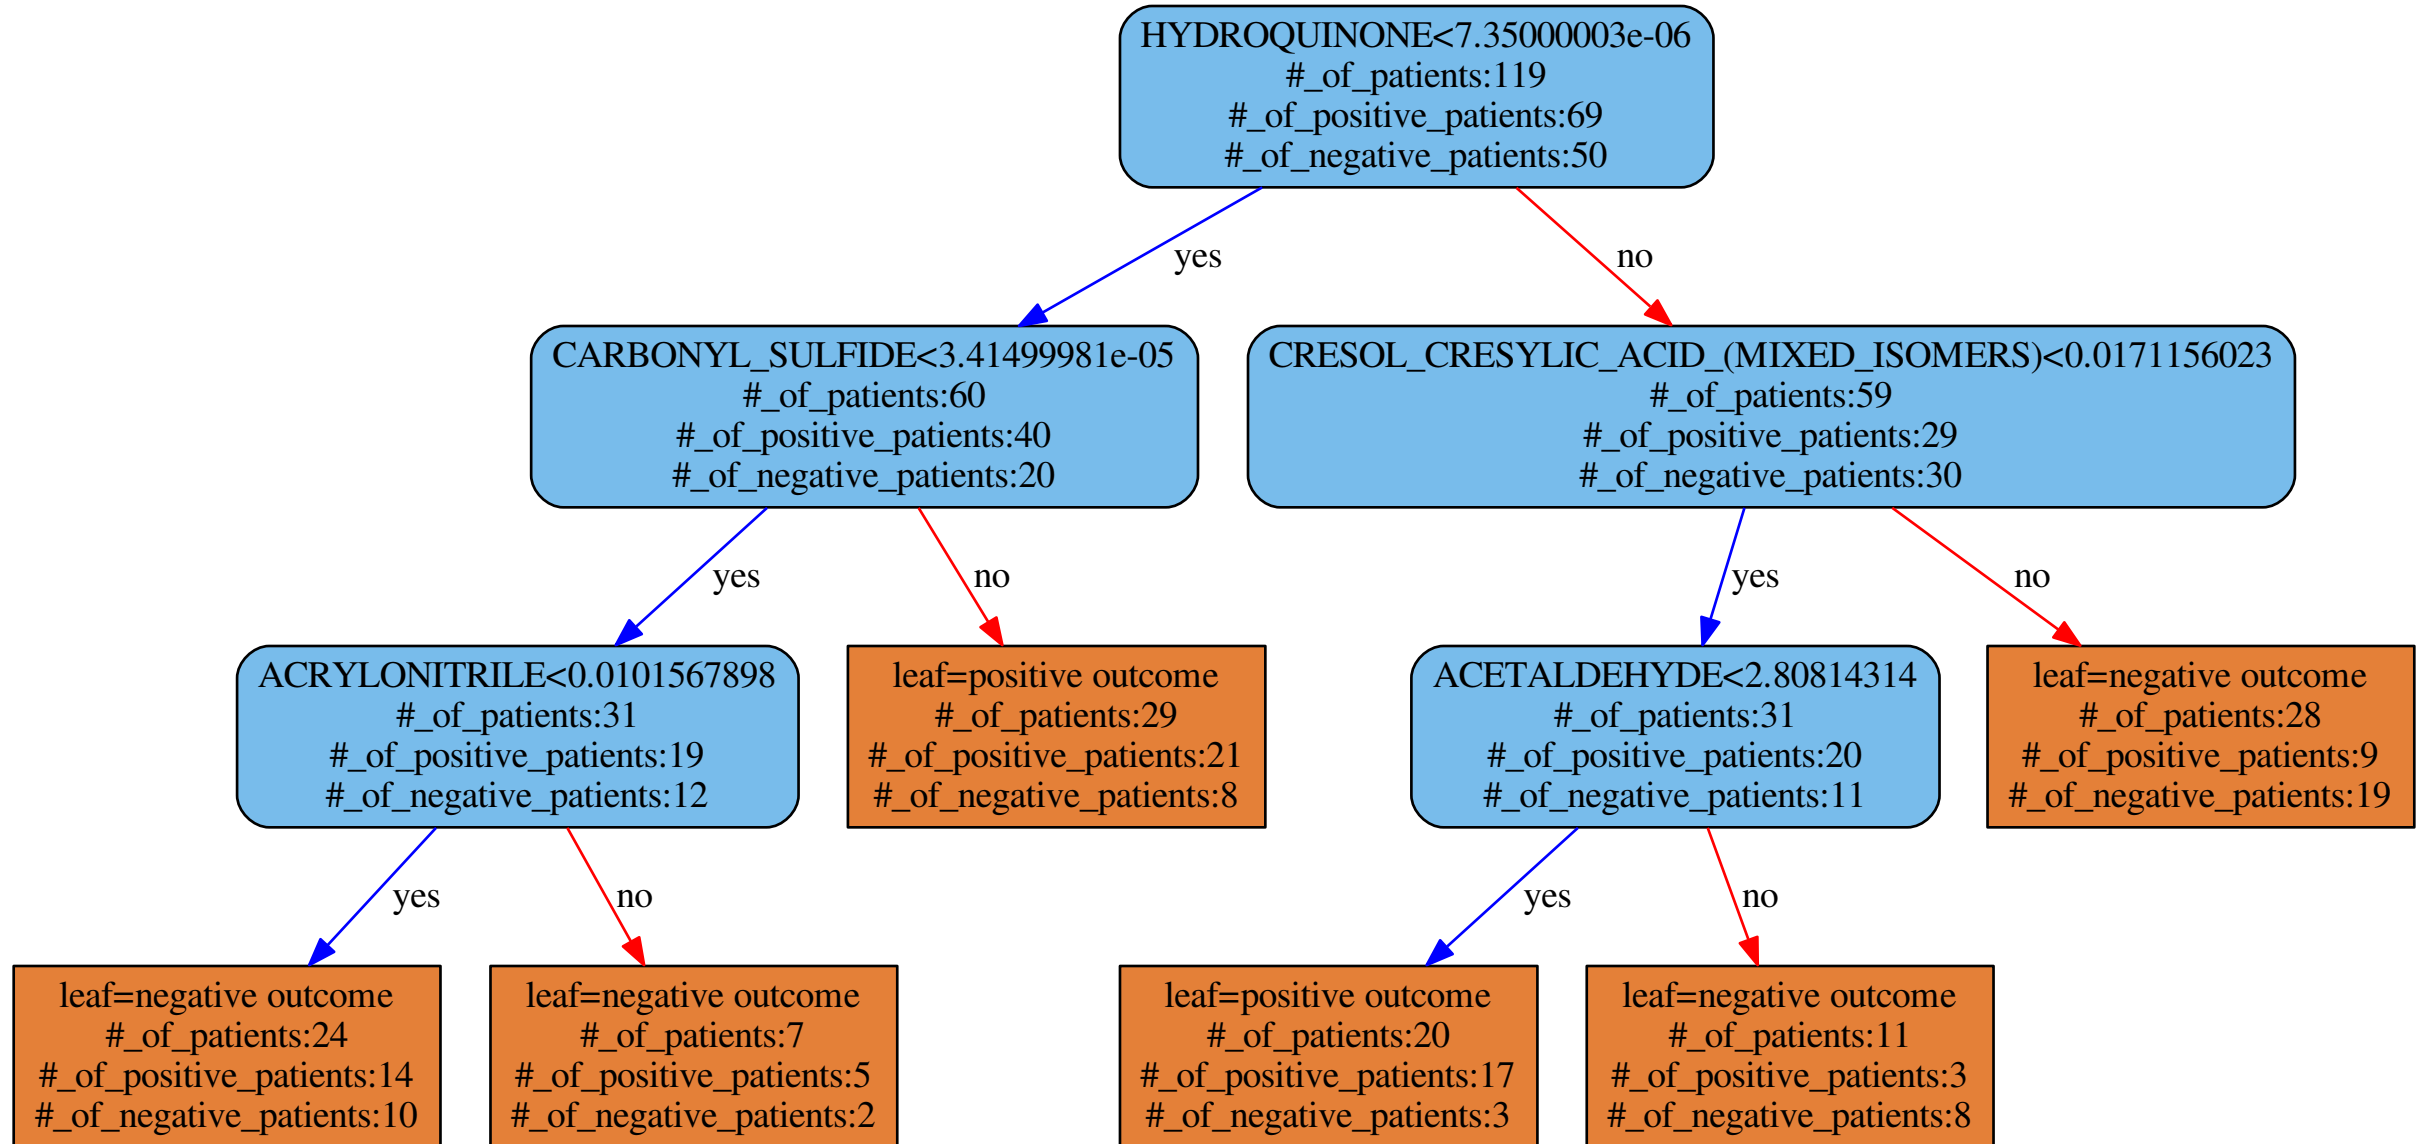 HYDROQUINONE<7.35000003e-06
#_of_patients:119
#_of_positive_patients:69
#_of_negative_patients:50
yes
no
CARBONYL_SULFIDE<3.41499981e-05
#_of_patients:60
#_of_positive_patients:40
#_of_negative_patients:20
CRESOL_CRESYLIC_ACID_(MIXED_ISOMERS)<0.0171156023
#_of_patients:59
#_of_positive_patients:29
#_of_negative_patients:30
yes
no
yes
no
ACRYLONITRILE<0.0101567898
#_of_patients:31
#_of_positive_patients:19
#_of_negative_patients:12
leaf=positive outcome
#_of_patients:29
#_of_positive_patients:21
#_of_negative_patients:8
ACETALDEHYDE<2.80814314
#_of_patients:31
#_of_positive_patients:20
#_of_negative_patients:11
leaf=negative outcome
#_of_patients:28
#_of_positive_patients:9
#_of_negative_patients:19
yes
no
yes
no
leaf=negative outcome
#_of_patients:24
#_of_positive_patients:14
#_of_negative_patients:10
leaf=negative outcome
#_of_patients:7
#_of_positive_patients:5
#_of_negative_patients:2
leaf=positive outcome
#_of_patients:20
#_of_positive_patients:17
#_of_negative_patients:3
leaf=negative outcome
#_of_patients:11
#_of_positive_patients:3
#_of_negative_patients:8